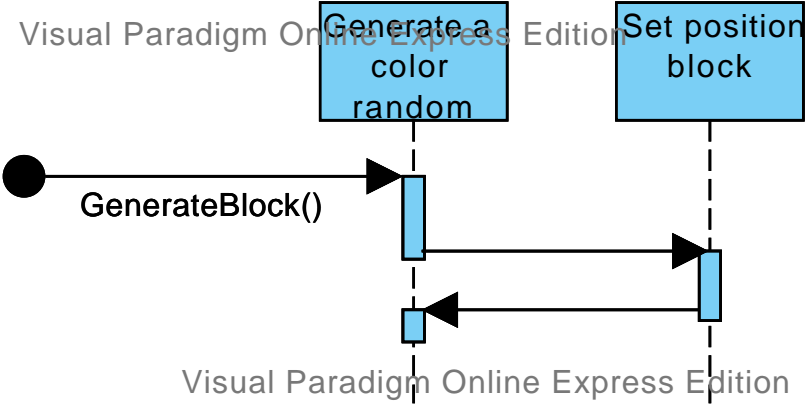 Visual Paradigm Online Express Edition
Generate a
color
random
Set position
block
GenerateBlock()
Visual Paradigm Online Express Edition